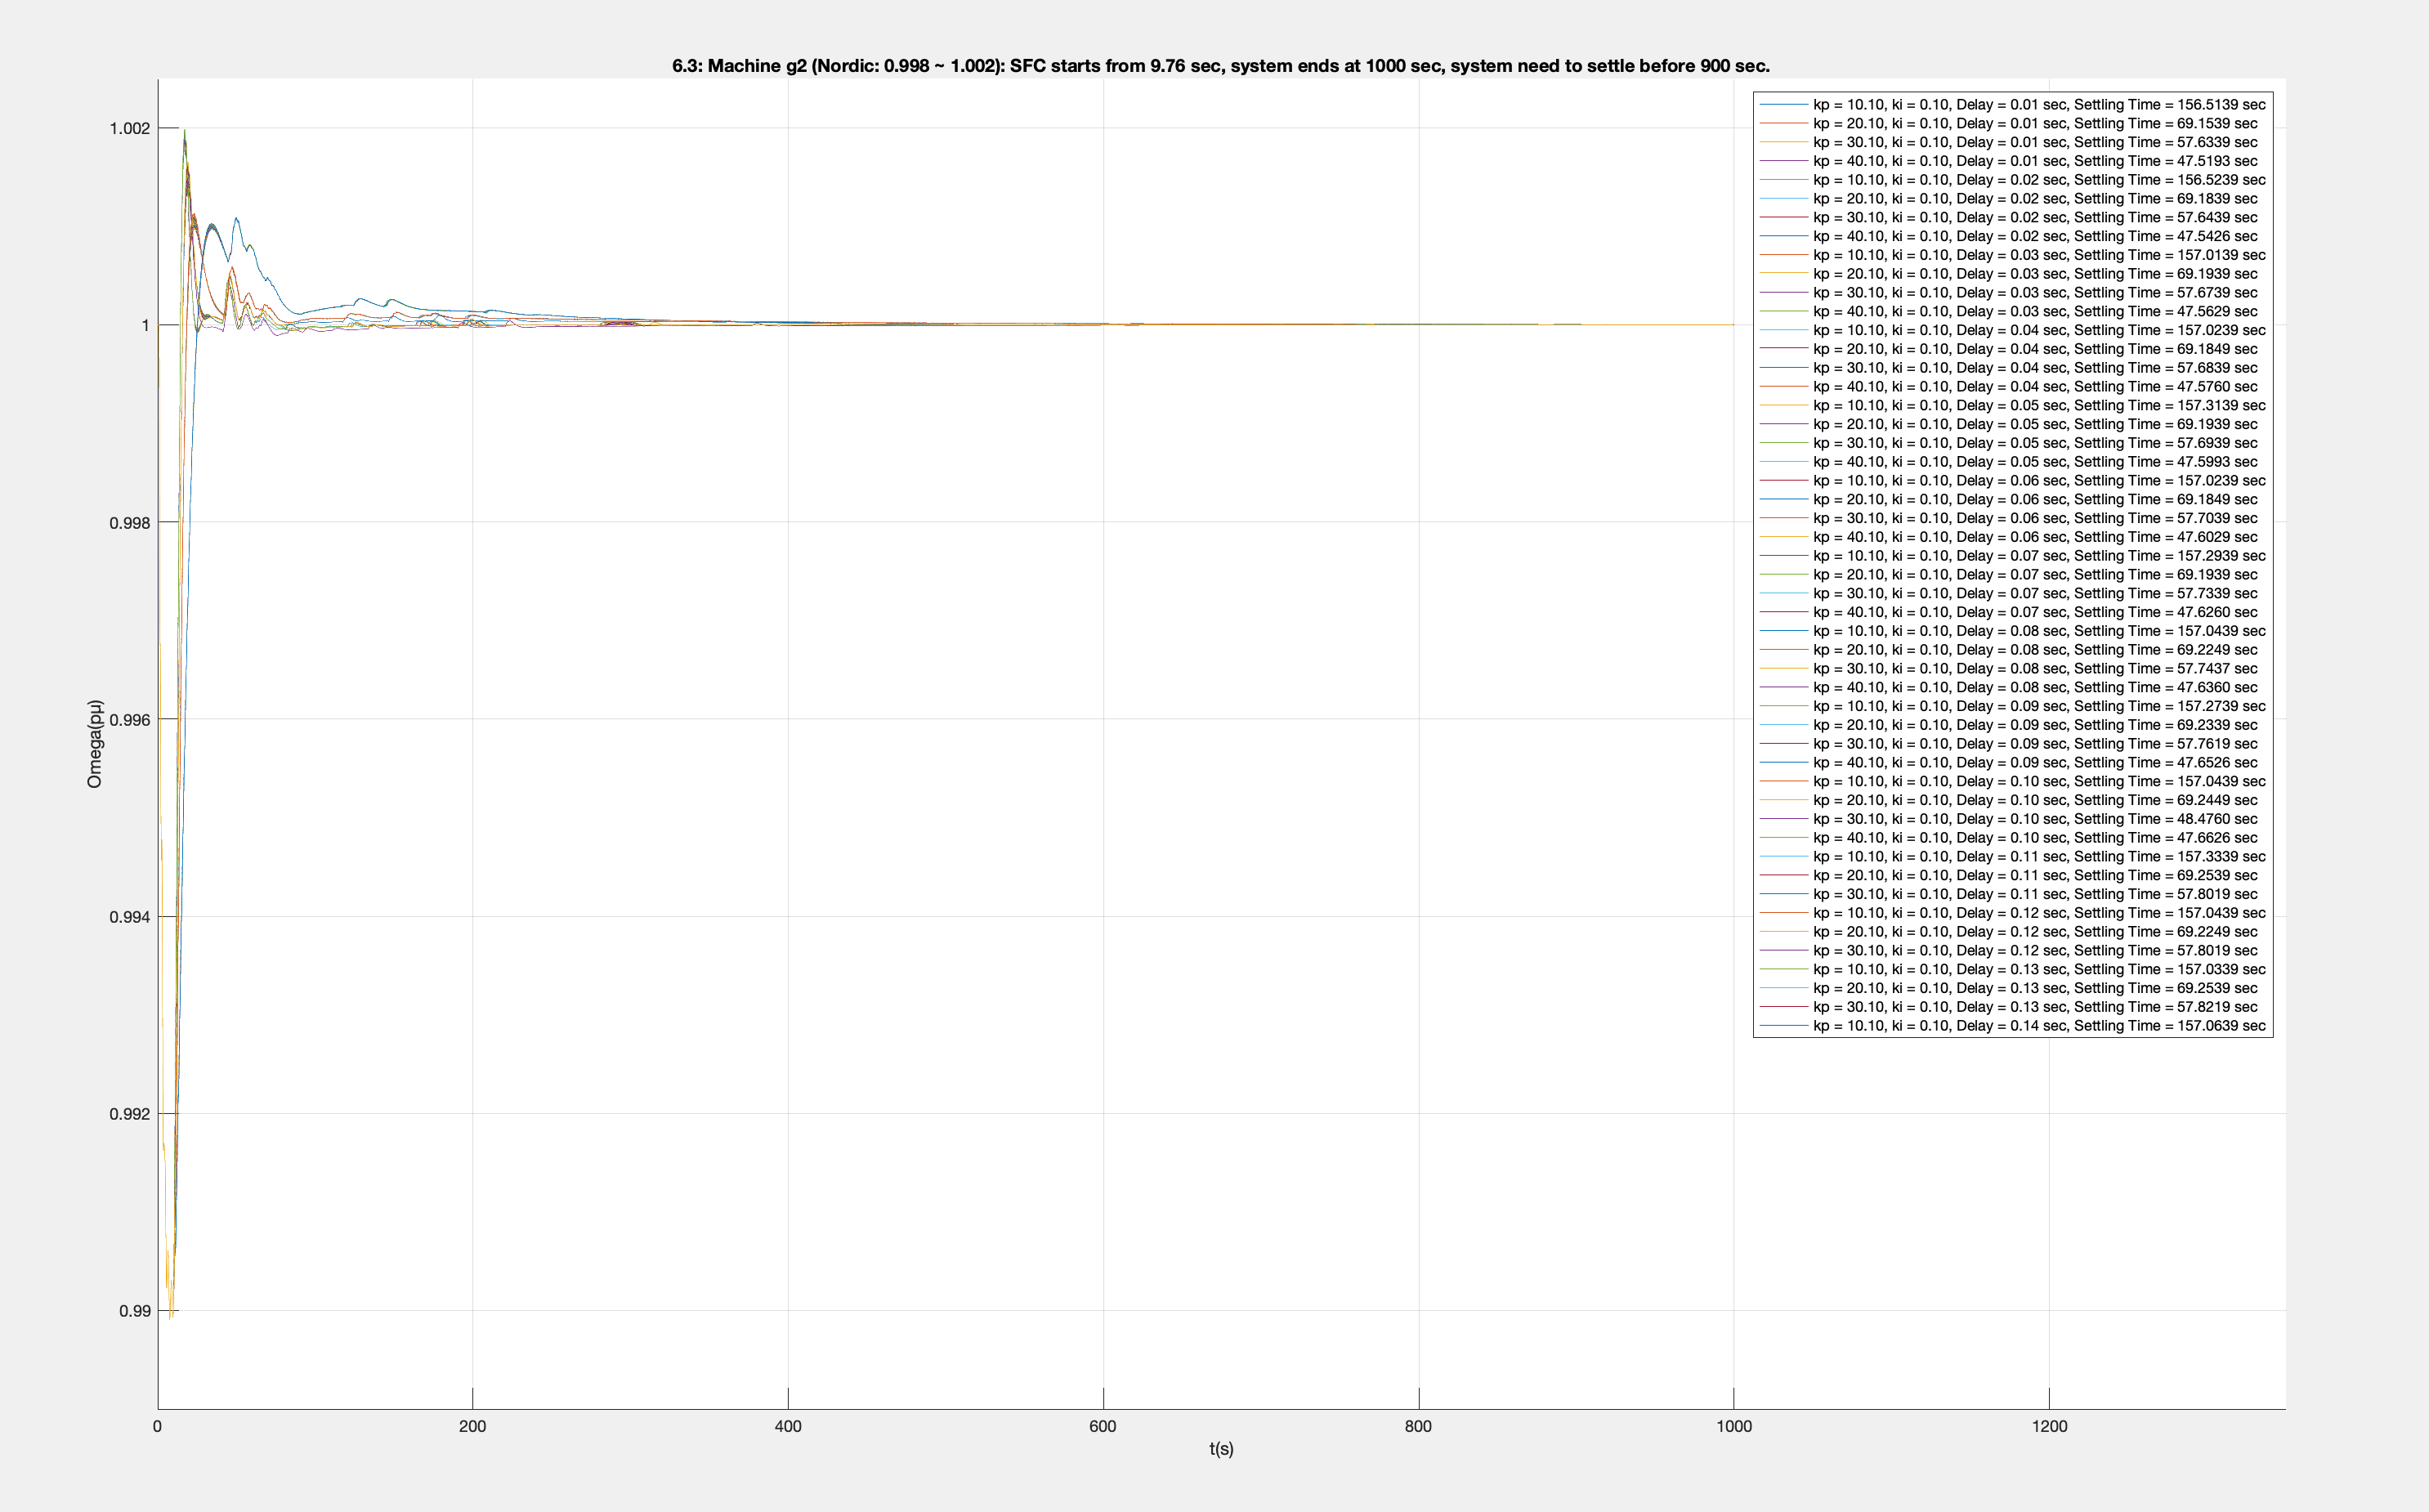 6.3: Machine g2 (Nordic: 0.998 ~ 1.002): SFC starts from 9.76 sec, system ends at 1000 sec, system need to settle before 900 sec.
kp = 10.10, ki = 0.10, Delay = 0.01 sec, Settling Time = 156.5139 sec
kp = 20.10, ki = 0.10, Delay = 0.01 sec, Settling Time = 69.1539 sec
kp = 30.10, ki = 0.10, Delay = 0.01 sec, Settling Time = 57.6339 sec
kp = 40.10, ki = 0.10, Delay = 0.01 sec, Settling Time = 47.5193 sec
kp = 10.10, ki = 0.10, Delay = 0.02 sec, Settling Time = 156.5239 sec
kp = 20.10, ki = 0.10, Delay = 0.02 sec, Settling Time = 69.1839 sec
kp = 30.10, ki = 0.10, Delay = 0.02 sec, Settling Time = 57.6439 sec
kp = 40.10, ki = 0.10, Delay = 0.02 sec, Settling Time = 47.5426 sec
kp = 10.10, ki = 0.10, Delay = 0.03 sec, Settling Time = 157.0139 sec
kp = 20.10, ki = 0.10, Delay = 0.03 sec, Settling Time = 69.1939 sec
kp = 30.10, ki = 0.10, Delay = 0.03 sec, Settling Time = 57.6739 sec
kp = 40.10, ki = 0.10, Delay = 0.03 sec, Settling Time = 47.5629 sec
kp = 10.10, ki = 0.10, Delay = 0.04 sec, Settling Time = 157.0239 sec
kp = 20.10, ki = 0.10, Delay = 0.04 sec, Settling Time = 69.1849 sec
kp = 30.10, ki = 0.10, Delay = 0.04 sec, Settling Time = 57.6839 sec
kp = 40.10, ki = 0.10, Delay = 0.04 sec, Settling Time = 47.5760 sec
kp = 10.10, ki = 0.10, Delay = 0.05 sec, Settling Time = 157.3139 sec
kp = 20.10, ki = 0.10, Delay = 0.05 sec, Settling Time = 69.1939 sec
kp = 30.10, ki = 0.10, Delay = 0.05 sec, Settling Time = 57.6939 sec
kp = 40.10, ki = 0.10, Delay = 0.05 sec, Settling Time = 47.5993 sec
kp = 10.10, ki = 0.10, Delay = 0.06 sec, Settling Time = 157.0239 sec
kp = 20.10, ki = 0.10, Delay = 0.06 sec, Settling Time = 69.1849 sec
kp = 30.10, ki = 0.10, Delay = 0.06 sec, Settling Time = 57.7039 sec
kp = 40.10, ki = 0.10, Delay = 0.06 sec, Settling Time = 47.6029 sec
kp = 10.10, ki = 0.10, Delay = 0.07 sec, Settling Time = 157.2939 sec
kp = 20.10, ki = 0.10, Delay = 0.07 sec, Settling Time = 69.1939 sec
kp = 30.10, ki = 0.10, Delay = 0.07 sec, Settling Time = 57.7339 sec
kp = 40.10, ki = 0.10, Delay = 0.07 sec, Settling Time = 47.6260 sec
kp = 10.10, ki = 0.10, Delay = 0.08 sec, Settling Time = 157.0439 sec
kp = 20.10, ki = 0.10, Delay = 0.08 sec, Settling Time = 69.2249 sec
kp = 30.10, ki = 0.10, Delay = 0.08 sec, Settling Time = 57.7437 sec
kp = 40.10, ki = 0.10, Delay = 0.08 sec, Settling Time = 47.6360 sec
kp = 10.10, ki = 0.10, Delay = 0.09 sec, Settling Time = 157.2739 sec
kp = 20.10, ki = 0.10, Delay = 0.09 sec, Settling Time = 69.2339 sec
kp = 30.10, ki = 0.10, Delay = 0.09 sec, Settling Time = 57.7619 sec
kp = 40.10, ki = 0.10, Delay = 0.09 sec, Settling Time = 47.6526 sec
kp = 10.10, ki = 0.10, Delay = 0.10 sec, Settling Time = 157.0439 sec
kp = 20.10, ki = 0.10, Delay = 0.10 sec, Settling Time = 69.2449 sec
kp = 30.10, ki = 0.10, Delay = 0.10 sec, Settling Time = 48.4760 sec
kp = 40.10, ki = 0.10, Delay = 0.10 sec, Settling Time = 47.6626 sec
kp = 10.10, ki = 0.10, Delay = 0.11 sec, Settling Time = 157.3339 sec
kp = 20.10, ki = 0.10, Delay = 0.11 sec, Settling Time = 69.2539 sec
kp = 30.10, ki = 0.10, Delay = 0.11 sec, Settling Time = 57.8019 sec
kp = 10.10, ki = 0.10, Delay = 0.12 sec, Settling Time = 157.0439 sec
kp = 20.10, ki = 0.10, Delay = 0.12 sec, Settling Time = 69.2249 sec
kp = 30.10, ki = 0.10, Delay = 0.12 sec, Settling Time = 57.8019 sec
kp = 10.10, ki = 0.10, Delay = 0.13 sec, Settling Time = 157.0339 sec
kp = 20.10, ki = 0.10, Delay = 0.13 sec, Settling Time = 69.2539 sec
kp = 30.10, ki = 0.10, Delay = 0.13 sec, Settling Time = 57.8219 sec
kp = 10.10, ki = 0.10, Delay = 0.14 sec, Settling Time = 157.0639 sec
1.002
1
0.998
0.996
0.994
0.992
0.99
Omega(pµ)
0
200
400
600
800
1000
1200
t(s)